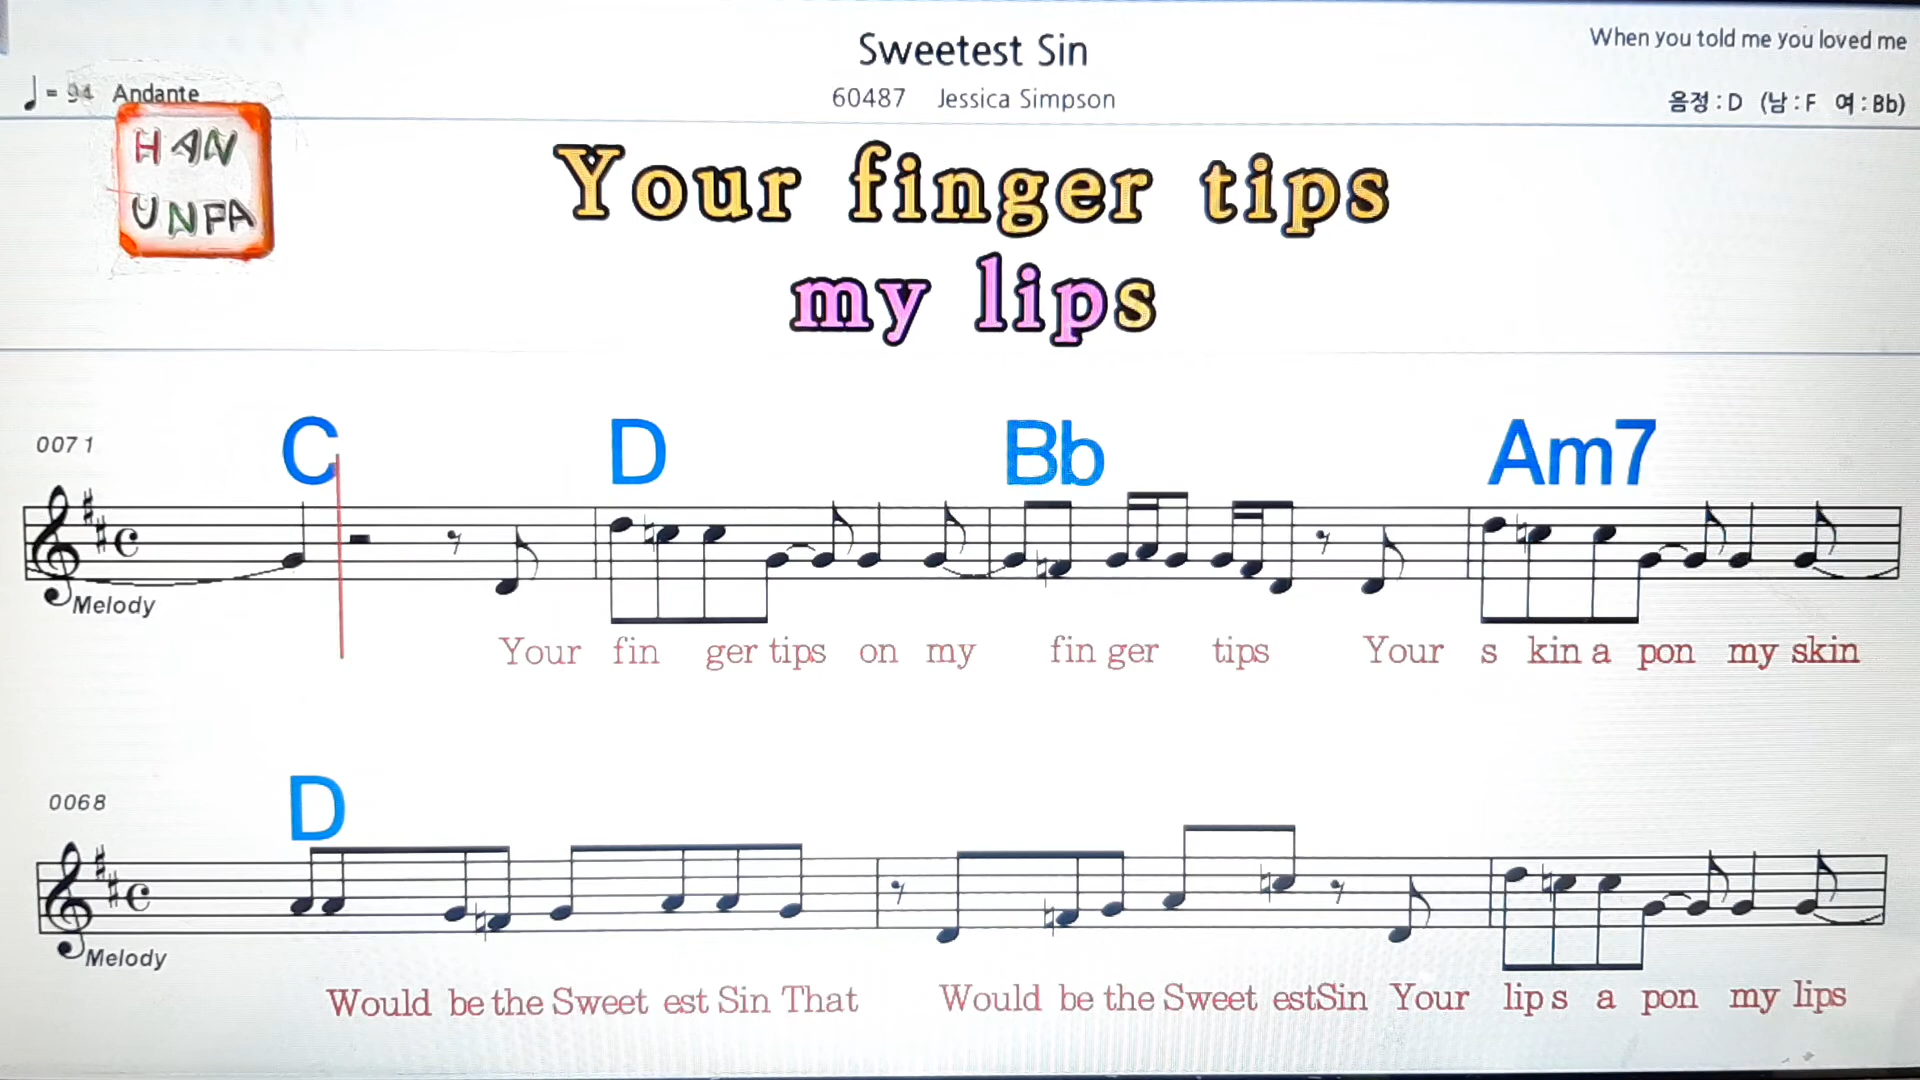 Sweetest Sin
When you told me you loved me
= 94 Andante
60487 Jessica Simpson
음정 : D (남 : F 여 : Bb)
HAN
UNPA
Your finger tips
my lips
0071
C D Bb Am7
Melody
Your fin ger tips on my fin ger tips Your s kin a pon my skin
0068
D
Melody
Would be the Sweet est Sin That Would be the Sweet est Sin Your lip s a pon my lips